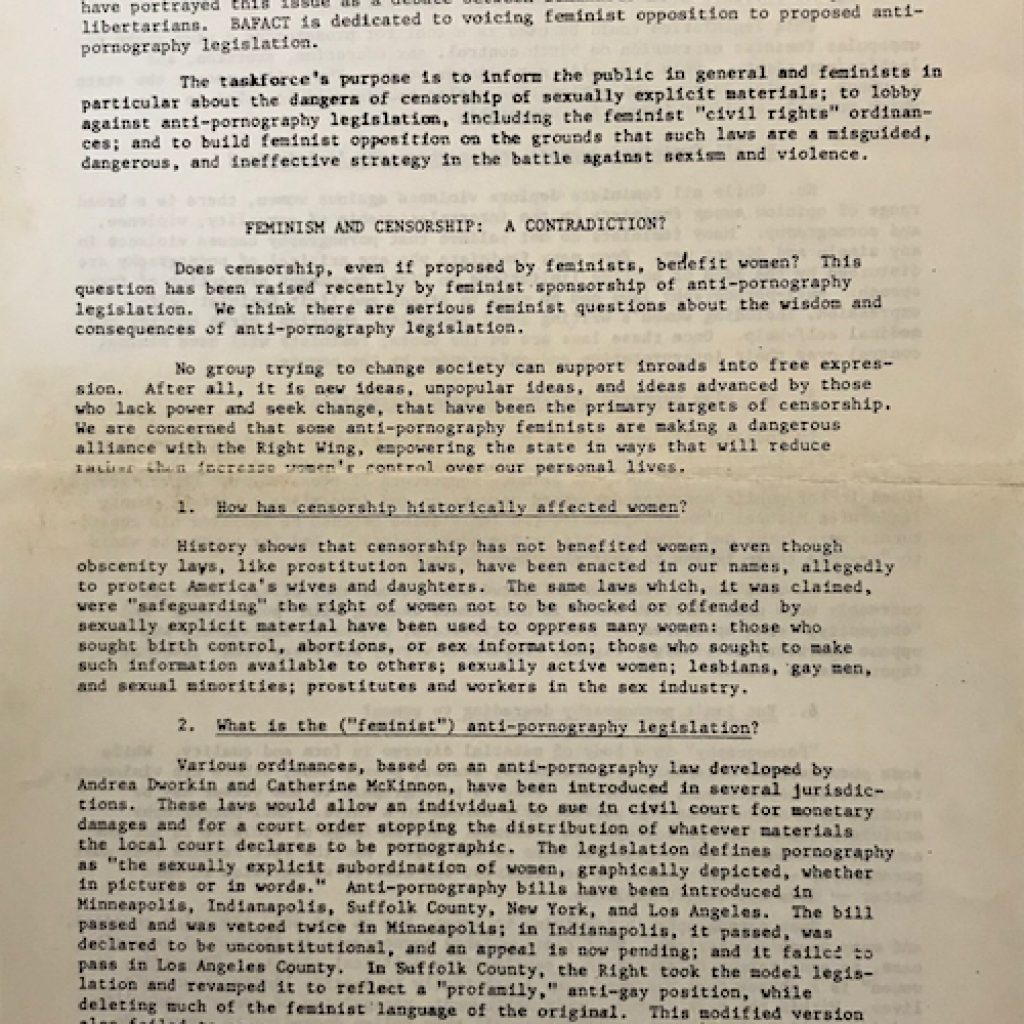 have portrayed this issue as a debate between
libertarians. BAFACT is dedicated to voicing feminist opposition to proposed anti-
pornography legislation.
The taskforce's purpose is to inform the public in general and feminists in
particular about the dangers of censorship of sexually explicit materials; to lobby
against anti-pornography legislation, including the feminist "civil rights" ordinan-
ces; and to build feminist opposition on the grounds that such laws are a misguided,
dangerous, and ineffective strategy in the battle against sexism and violence.
FEMINISM AND CENSORSHIP: A CONTRADICTION?
Does censorship, even if proposed by feminists, benefit women? This
question has been raised recently by feminist sponsorship of anti-pornography
legislation. We think there are serious feminist questions about the wisdom and
consequences of anti-pornography legislation.
No group trying to change society can support inroads into free expres-
sion. After all, it is new ideas, unpopular ideas, and ideas advanced by those
who lack power and seek change, that have been the primary targets of censorship.
We are concerned that some anti-pornography feminists are making a dangerous
alliance with the Right Wing, empowering the state in ways that will reduce
rather than increase women's control over our personal lives.
1. How has censorship historically affected women?
History shows that censorship has not benefited women, even though
obscenity laws, like prostitution laws, have been enacted in our names, allegedly
to protect America's wives and daughters. The same laws which, it was claimed,
were "safeguarding" the right of women not to be shocked or offended by
sexually explicit material have been used to oppress many women: those who
sought birth control, abortions, or sex information; those who sought to make
such information available to others; sexually active women; lesbians, gay men,
and sexual minorities; prostitutes and workers in the sex industry.
2. What is the ("feminist") anti-pornography legislation?
Various ordinances, based on an anti-pornography law developed by
Andrea Dworkin and Catherine McKinnon, have been introduced in several jurisdic-
tions. These laws would allow an individual to sue in civil court for monetary
damages and for a court order stopping the distribution of whatever materials
the local court declares to be pornographic. The legislation defines pornography
as "the sexually explicit subordination of women, graphically depicted, whether
in pictures or in words." Anti-pornography bills have been introduced in
Minneapolis, Indianapolis, Suffolk County, New York, and Los Angeles. The bill
passed and was vetoed twice in Minneapolis; in Indianapolis, it passed, was
declared to be unconstitutional, and an appeal is now pending; and it failed to
pass in Los Angeles County. In Suffolk County, the Right took the model legis-
lation and revamped it to reflect a "profamily," anti-gay position, while
deleting much of the feminist language of the original. This modified version
also failed to